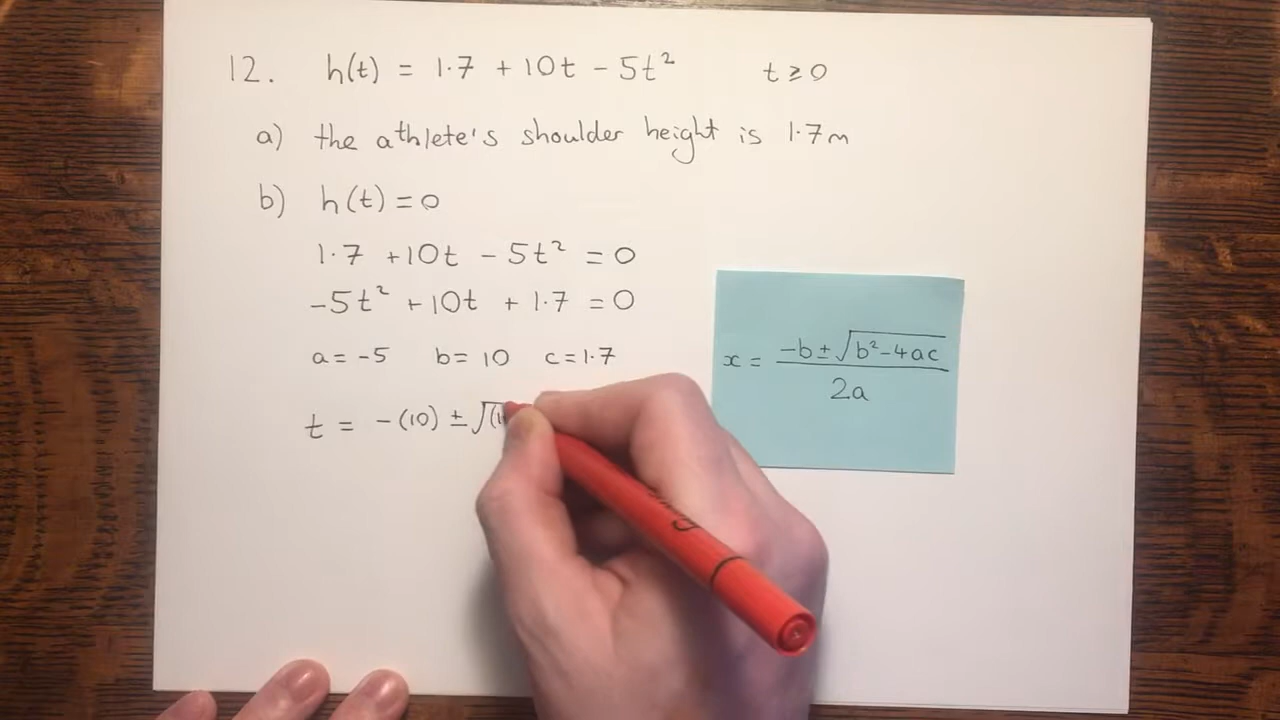 12. h(t) = 1.7 + 10t - 5t² t ≥ 0
a) the athlete's shoulder height is 1.7m
b) h(t) = 0
1.7 + 10t - 5t² = 0
-5t² + 10t + 1.7 = 0
a = -5 b = 10 c = 1.7
t = -(10) ± √(1
x = -b ± √b²-4ac
2a